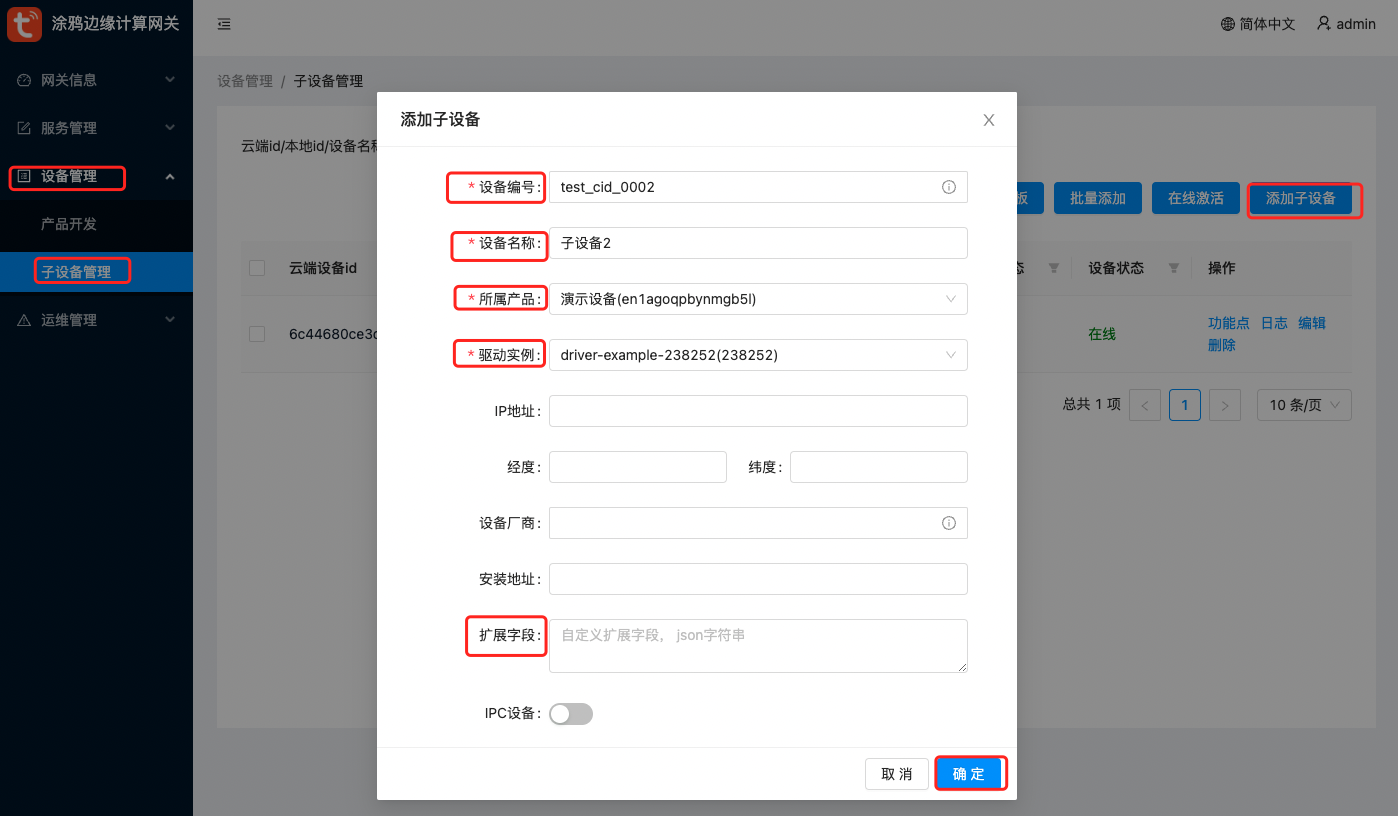 涂鸦边缘计算网关
简体中文 admin
网关信息
服务管理
设备管理
产品开发
子设备管理
运维管理
设备管理 / 子设备管理
云端id/本地id/设备名称
板 批量添加 在线激活 添加子设备
云端设备id 设备状态 操作
6c44680ce3 在线 功能点 日志 编辑
删除
总共 1 项 < 1 > 10 条/页
添加子设备
* 设备编号: test_cid_0002
* 设备名称: 子设备2
* 所属产品: 演示设备(en1agoqpbynmgb5l)
* 驱动实例: driver-example-238252(238252)
IP地址:
经度: 纬度:
设备厂商:
安装地址:
扩展字段: 自定义扩展字段, json字符串
IPC设备:
取 消 确 定